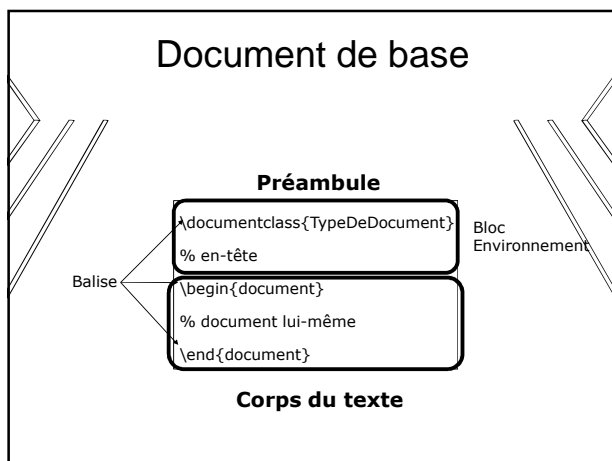 Document de base
Préambule
\documentclass{TypeDeDocument}
% en-tête
Bloc
Environnement
Balise
\begin{document}
% document lui-même
\end{document}
Corps du texte